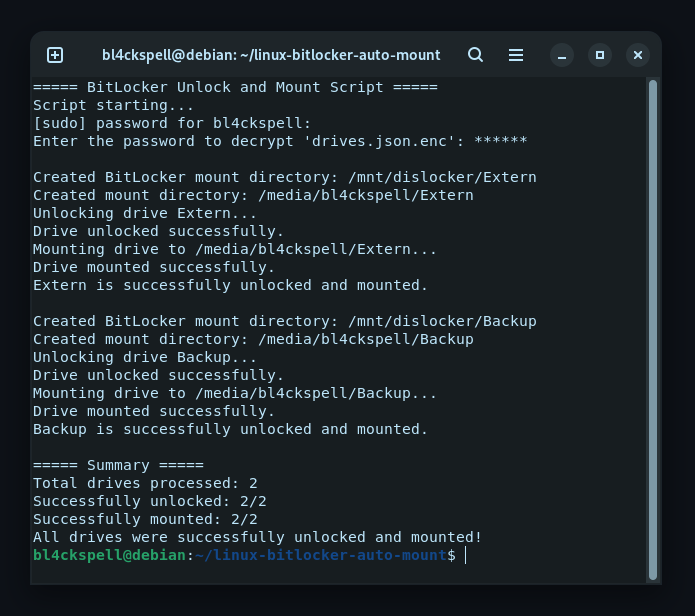 bl4ckspell@debian: ~/linux-bitlocker-auto-mount
===== BitLocker Unlock and Mount Script =====
Script starting...
[sudo] password for bl4ckspell:
Enter the password to decrypt 'drives.json.enc': ******

Created BitLocker mount directory: /mnt/dislocker/Extern
Created mount directory: /media/bl4ckspell/Extern
Unlocking drive Extern...
Drive unlocked successfully.
Mounting drive to /media/bl4ckspell/Extern...
Drive mounted successfully.
Extern is successfully unlocked and mounted.

Created BitLocker mount directory: /mnt/dislocker/Backup
Created mount directory: /media/bl4ckspell/Backup
Unlocking drive Backup...
Drive unlocked successfully.
Mounting drive to /media/bl4ckspell/Backup...
Drive mounted successfully.
Backup is successfully unlocked and mounted.

===== Summary =====
Total drives processed: 2
Successfully unlocked: 2/2
Successfully mounted: 2/2
All drives were successfully unlocked and mounted!
bl4ckspell@debian:~/linux-bitlocker-auto-mount$